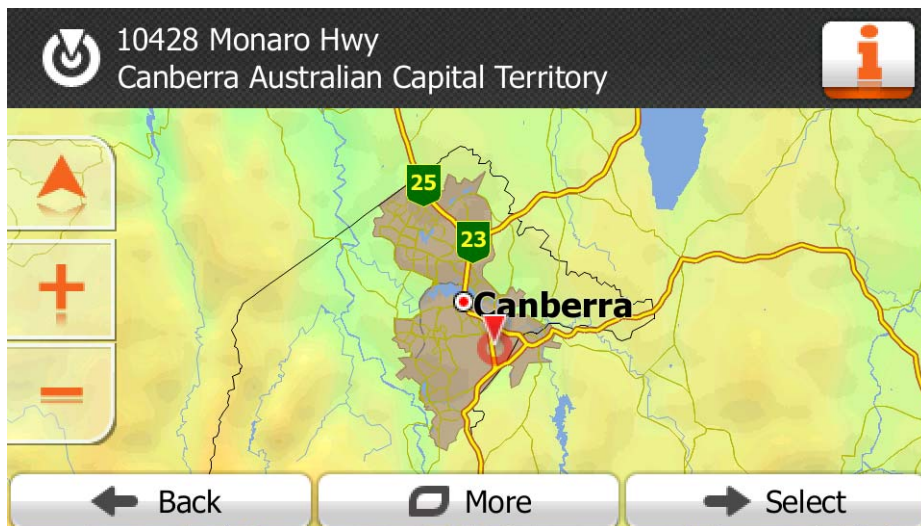 10428 Monaro Hwy
Canberra Australian Capital Territory
25
23
Canberra
Back
More
Select